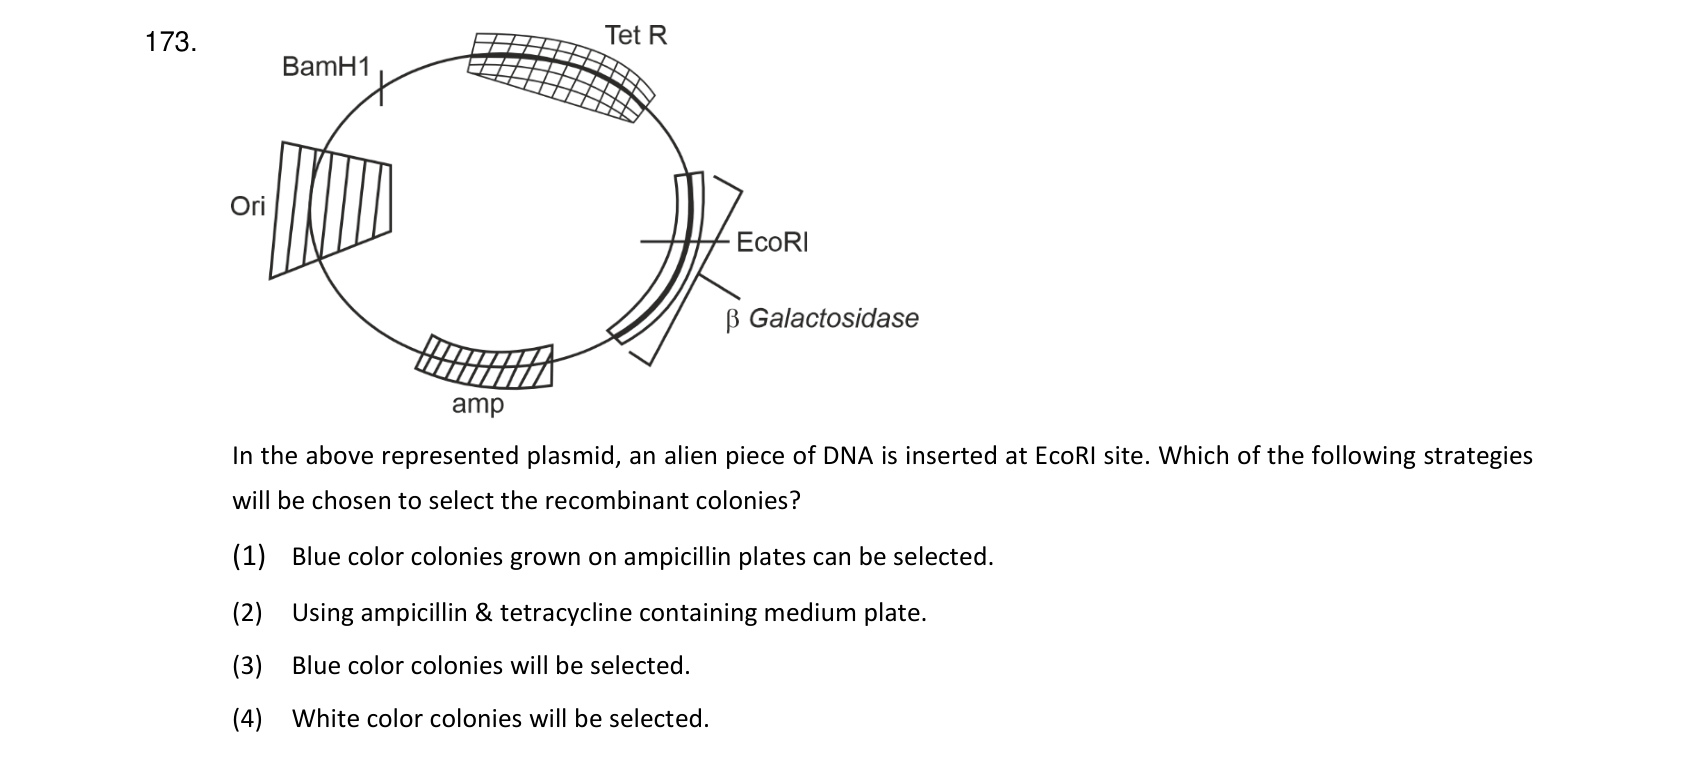 173.
Tet R
BamH1
Ori
EcoRI
β Galactosidase
amp
In the above represented plasmid, an alien piece of DNA is inserted at EcoRI site. Which of the following strategies
will be chosen to select the recombinant colonies?
(1) Blue color colonies grown on ampicillin plates can be selected.
(2) Using ampicillin & tetracycline containing medium plate.
(3) Blue color colonies will be selected.
(4) White color colonies will be selected.